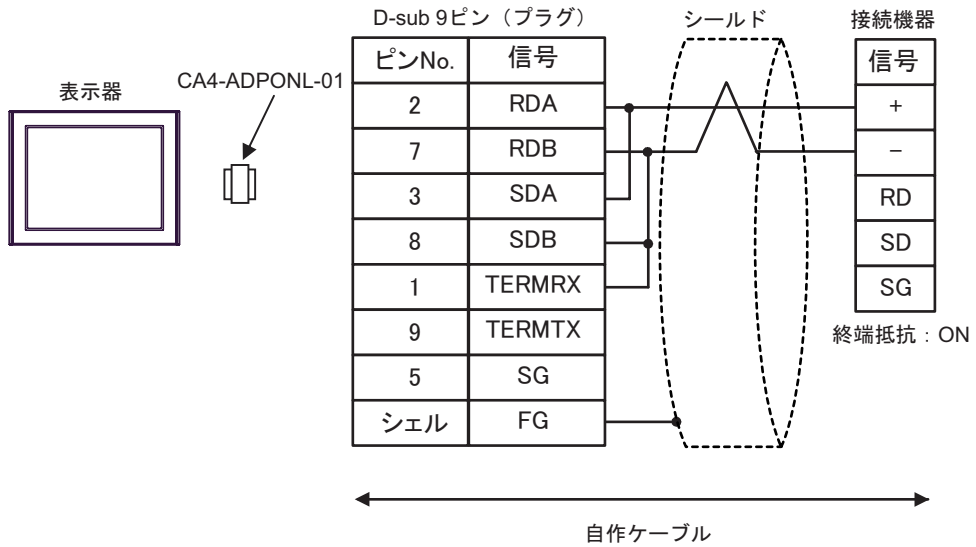 D-sub 9ピン（プラグ）
シールド
接続機器
表示器
CA4-ADPONL-01
ピンNo. 信号
2 RDA
7 RDB
3 SDA
8 SDB
1 TERMRX
9 TERMTX
5 SG
シェル FG
信号
+
−
RD
SD
SG
終端抵抗：ON
自作ケーブル